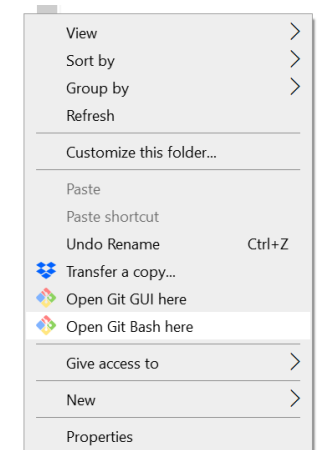 View
Sort by
Group by
Refresh
Customize this folder...
Paste
Paste shortcut
Undo Rename Ctrl+Z
Transfer a copy...
Open Git GUI here
Open Git Bash here
Give access to
New
Properties